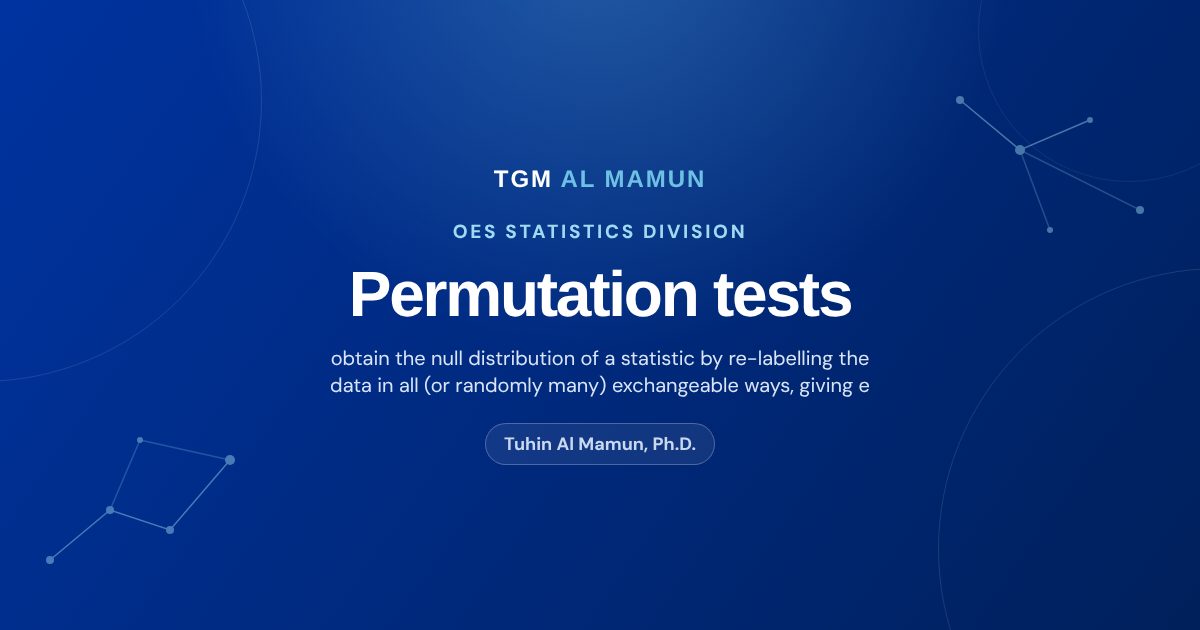 TGM AL MAMUN
OES STATISTICS DIVISION
Permutation tests
obtain the null distribution of a statistic by re-labelling the
data in all (or randomly many) exchangeable ways, giving e
Tuhin Al Mamun, Ph.D.